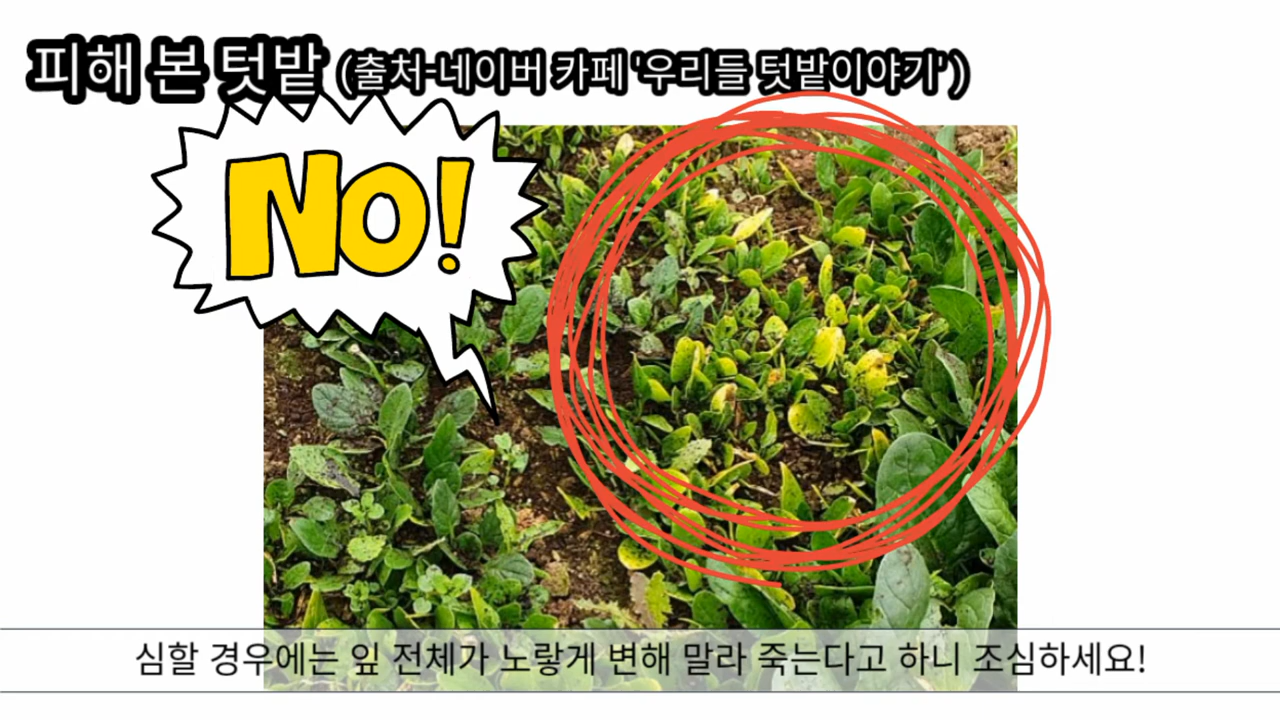 피해 본 텃밭 (출처-네이버 카페 '우리들 텃밭이야기')
NO!
심할 경우에는 잎 전체가 노랗게 변해 말라 죽는다고 하니 조심하세요!